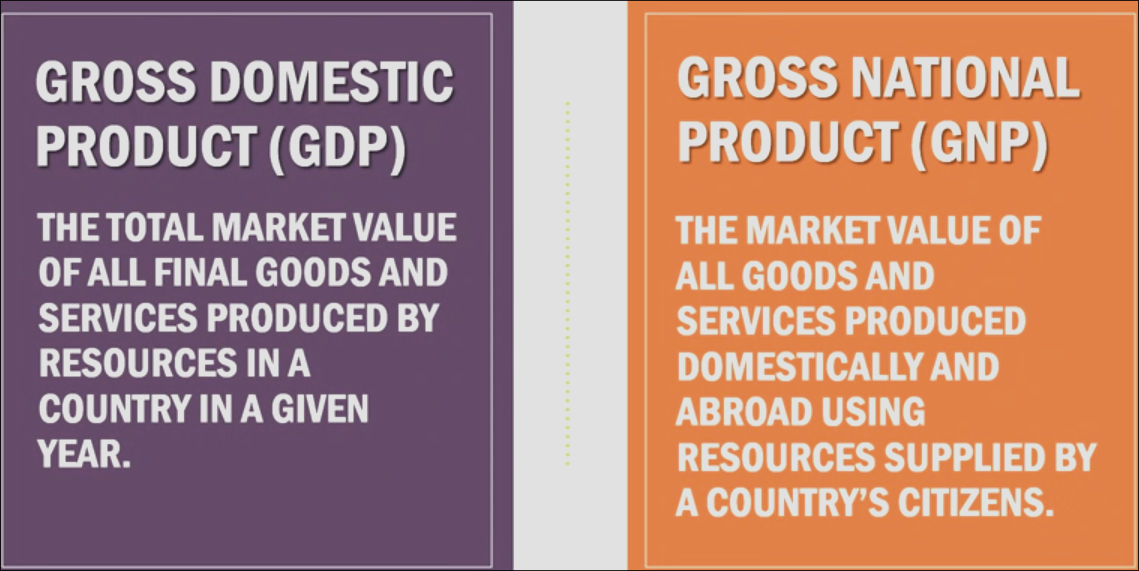 GROSS DOMESTIC
PRODUCT (GDP)
THE TOTAL MARKET VALUE
OF ALL FINAL GOODS AND
SERVICES PRODUCED BY
RESOURCES IN A
COUNTRY IN A GIVEN
YEAR.
GROSS NATIONAL
PRODUCT (GNP)
THE MARKET VALUE OF
ALL GOODS AND
SERVICES PRODUCED
DOMESTICALLY AND
ABROAD USING
RESOURCES SUPPLIED BY
A COUNTRY'S CITIZENS.